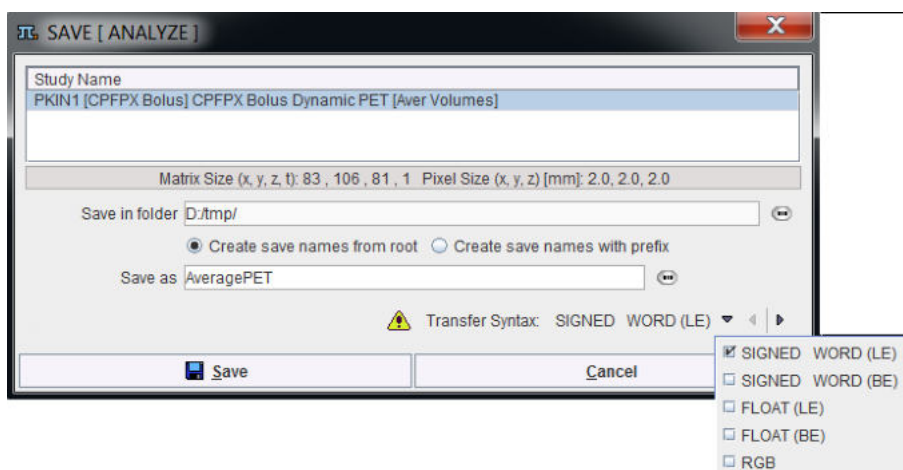 SAVE [ ANALYZE ]
Study Name
PKIN1 [CPFPX Bolus] CPFPX Bolus Dynamic PET [Aver Volumes]
Matrix Size (x, y, z, t): 83 , 106 , 81 , 1 Pixel Size (x, y, z) [mm]: 2.0, 2.0, 2.0
Save in folder D:/tmp/
Create save names from root Create save names with prefix
Save as AveragePET
Transfer Syntax: SIGNED WORD (LE)
Save Cancel
SIGNED WORD (LE)
SIGNED WORD (BE)
FLOAT (LE)
FLOAT (BE)
RGB